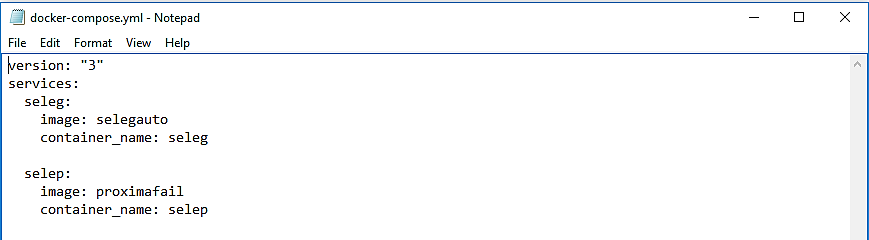 docker-compose.yml - Notepad
File Edit Format View Help
version: "3"
services:
  seleg:
    image: selegauto
    container_name: seleg

  selep:
    image: proximafail
    container_name: selep